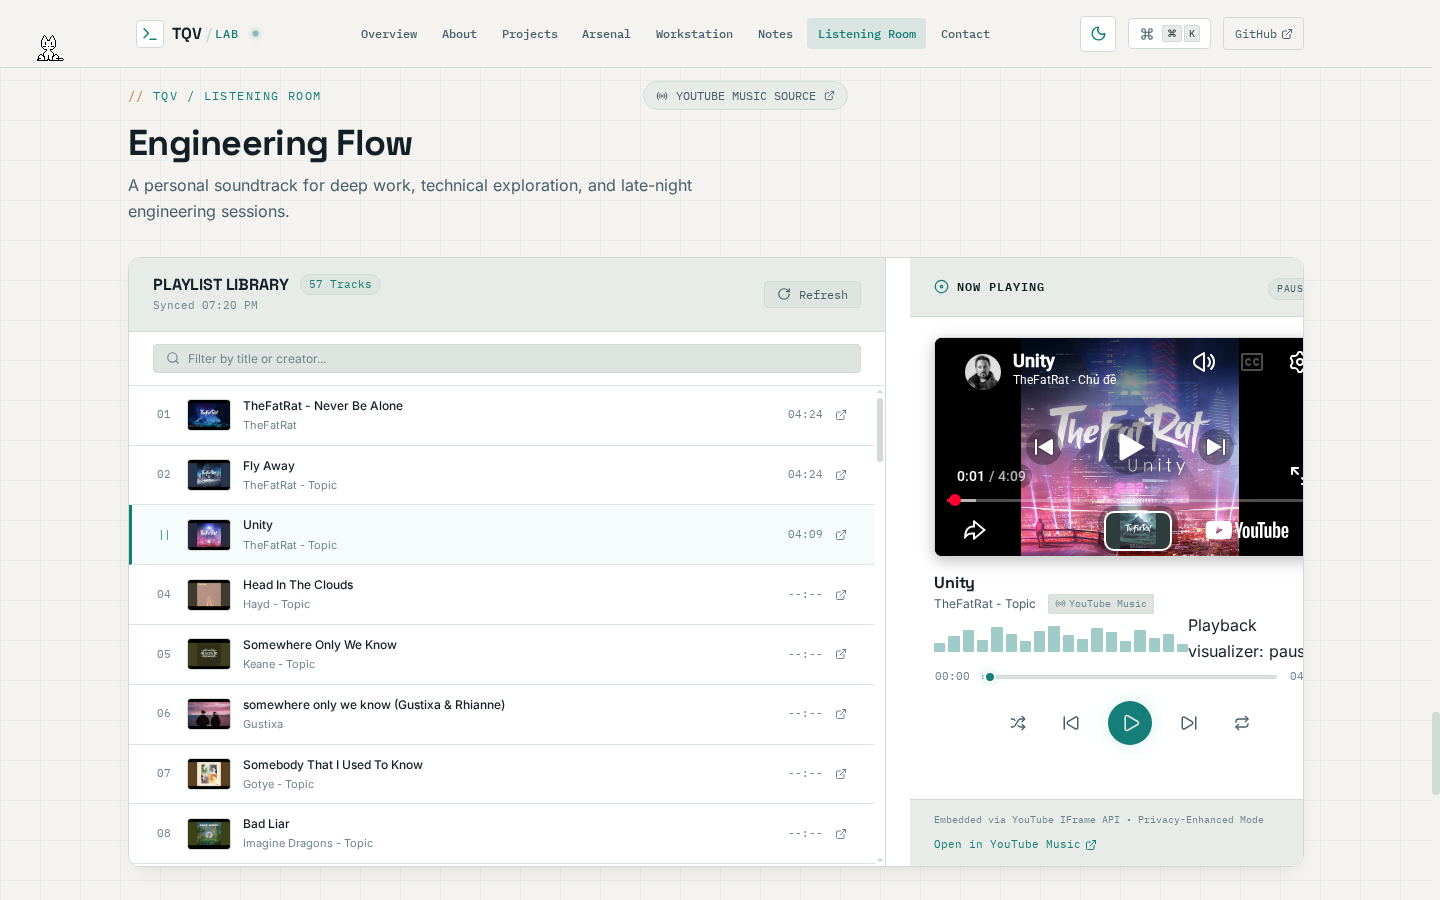 TQV / LAB
Overview
About
Projects
Arsenal
Workstation
Notes
Listening Room
Contact
⌘ ⌘ K
GitHub
// TQV / LISTENING ROOM
YOUTUBE MUSIC SOURCE
Engineering Flow
A personal soundtrack for deep work, technical exploration, and late-night
engineering sessions.
PLAYLIST LIBRARY
57 Tracks
Synced 07:20 PM
Refresh
Filter by title or creator...
01
TheFatRat - Never Be Alone
TheFatRat
04:24
02
Fly Away
TheFatRat - Topic
04:24
||
Unity
TheFatRat - Topic
04:09
04
Head In The Clouds
Hayd - Topic
--:--
05
Somewhere Only We Know
Keane - Topic
--:--
06
somewhere only we know (Gustixa & Rhianne)
Gustixa
--:--
07
Somebody That I Used To Know
Gotye - Topic
--:--
08
Bad Liar
Imagine Dragons - Topic
--:--
NOW PLAYING
PAUS
Unity
TheFatRat - Chủ đề
CC
TheFatRat
Unity
0:01 / 4:09
YouTube
Unity
TheFatRat - Topic
YouTube Music
Playback
visualizer: paus
00:00
04
Embedded via YouTube IFrame API • Privacy-Enhanced Mode
Open in YouTube Music